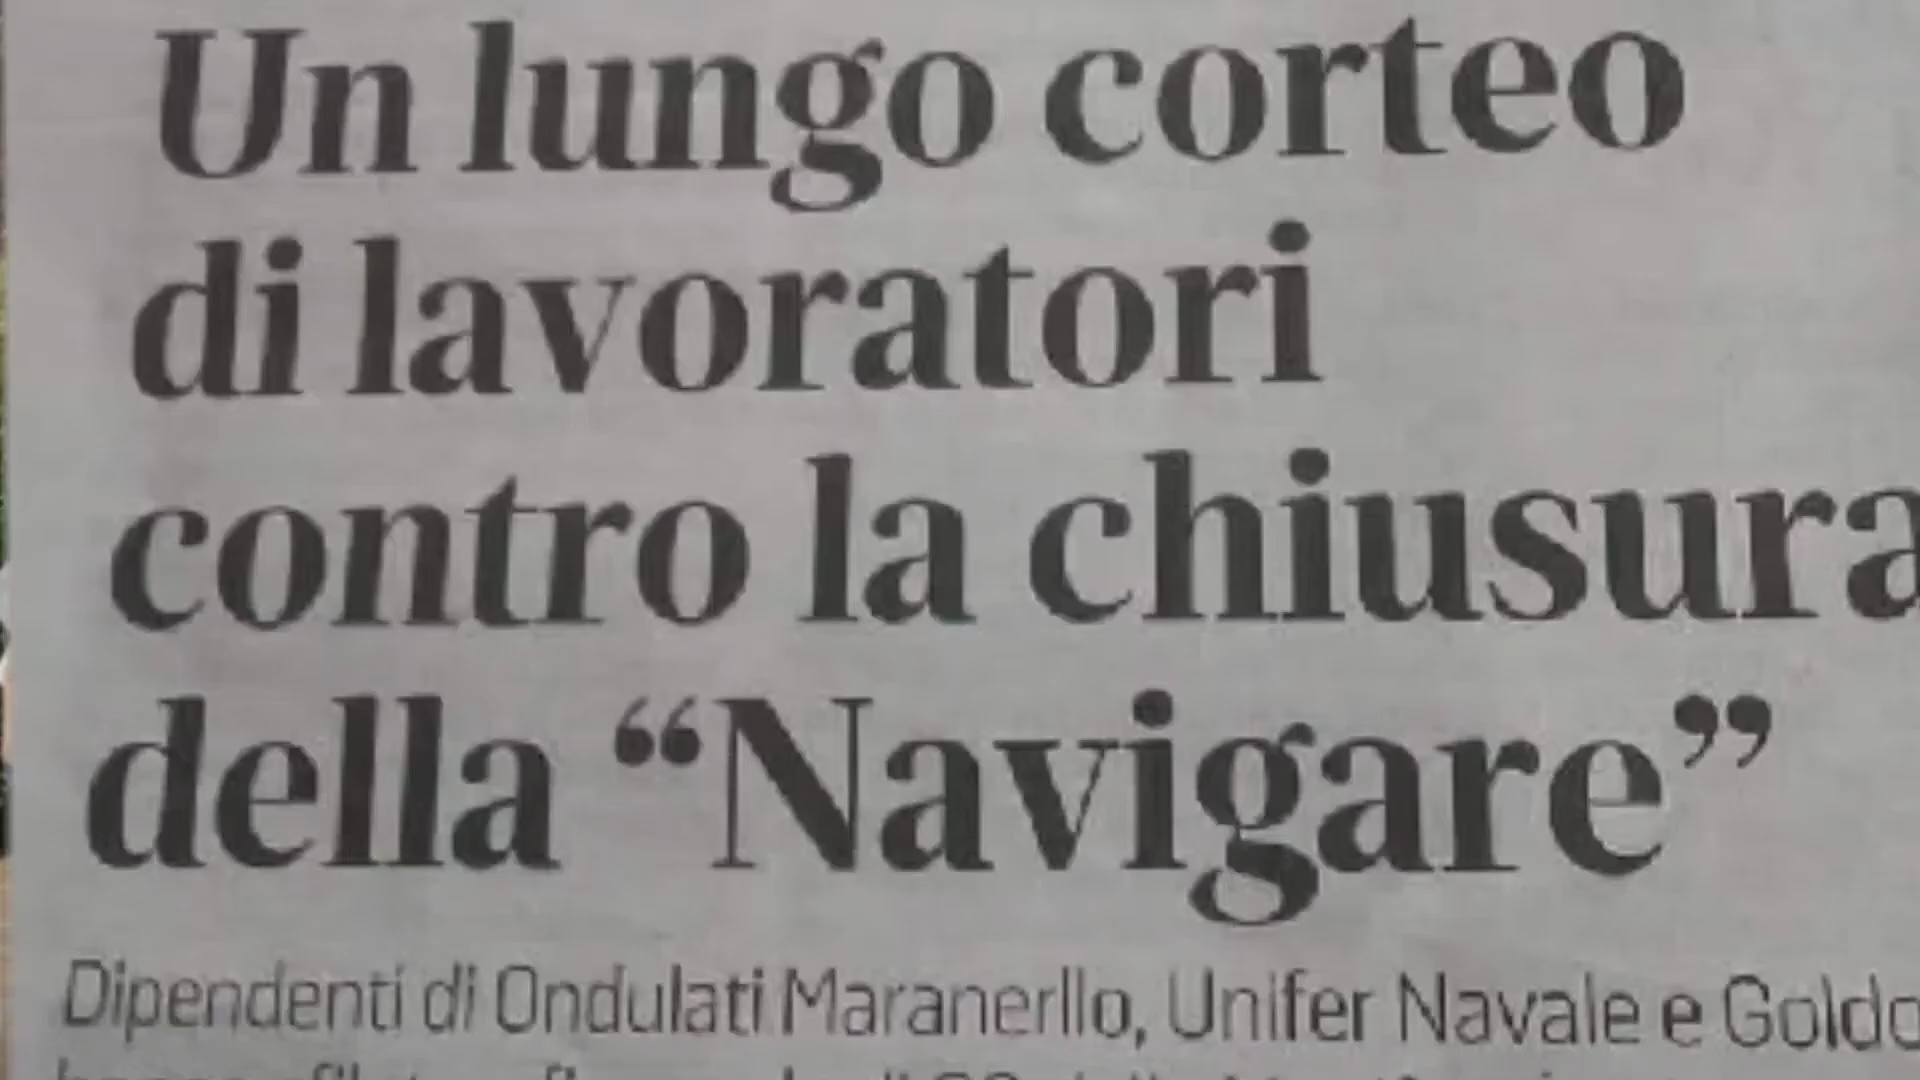 Un lungo corteo
di lavoratori
contro la chiusura
della “Navigare”
Dipendenti di Ondulati Maranerllo, Unifer Navale e Goldo